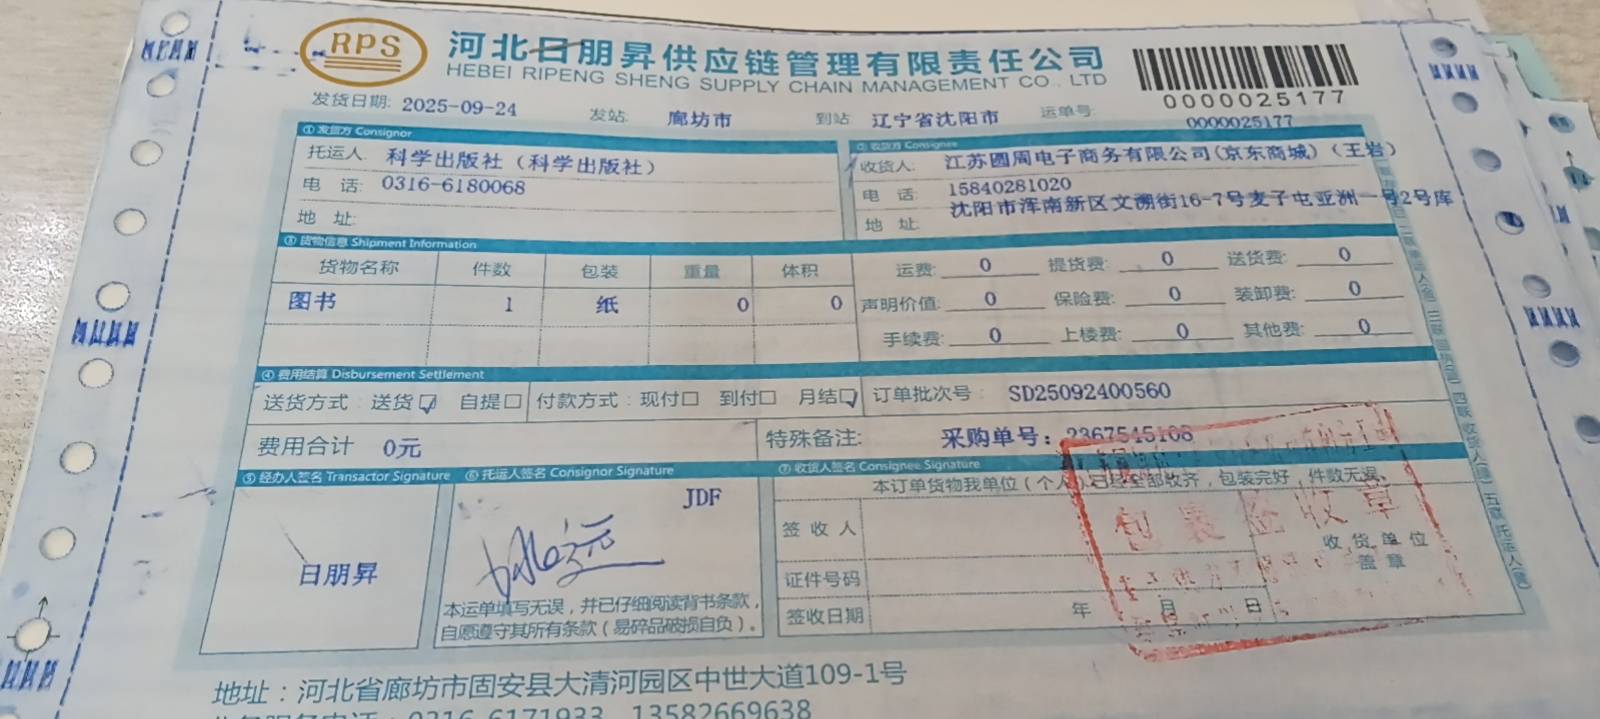 RPS
河北日朋昇供应链管理有限责任公司
HEBEI RIPENG SHENG SUPPLY CHAIN MANAGEMENT CO., LTD
0000025177
发货日期: 2025-09-24 发站: 廊坊市 到站: 辽宁省沈阳市 运单号: 0000025177
① 发货方 Consignor
② 收货方 Consignee
托运人: 科学出版社（科学出版社）
收货人: 江苏圆周电子商务有限公司(京东商城)（王岩）
电 话: 0316-6180068
电 话: 15840281020
地 址:
地 址: 沈阳市浑南新区文溯街16-7号麦子屯亚洲一号2号库
③ 货物信息 Shipment Information
货物名称 件数 包装 重量 体积
图书 1 纸 0 0
运费: 0 提货费: 0 送货费: 0
声明价值: 0 保险费: 0 装卸费: 0
手续费: 0 上楼费: 0 其他费: 0
④ 费用结算 Disbursement Settlement
送货方式: 送货☑ 自提□ 付款方式: 现付□ 到付□ 月结☑ 订单批次号 SD25092400560
费用合计 0元
特殊备注: 采购单号：2367545108
⑤ 经办人签名 Transactor Signature
⑥ 托运人签名 Consignor Signature
⑦ 收货人签名 Consignee Signature
日朋昇
JDF
本运单填写无误，并已仔细阅读背书条款，
自愿遵守其所有条款（易碎品破损自负）。
本订单货物我单位（个人）已经全部收齐，包装完好，件数无误。
签 收 人
证件号码
签收日期 年 月 日
收 货 单 位
盖 章
包装签收章
地址：河北省廊坊市固安县大清河园区中世大道109-1号
0316-6171933 13582669638